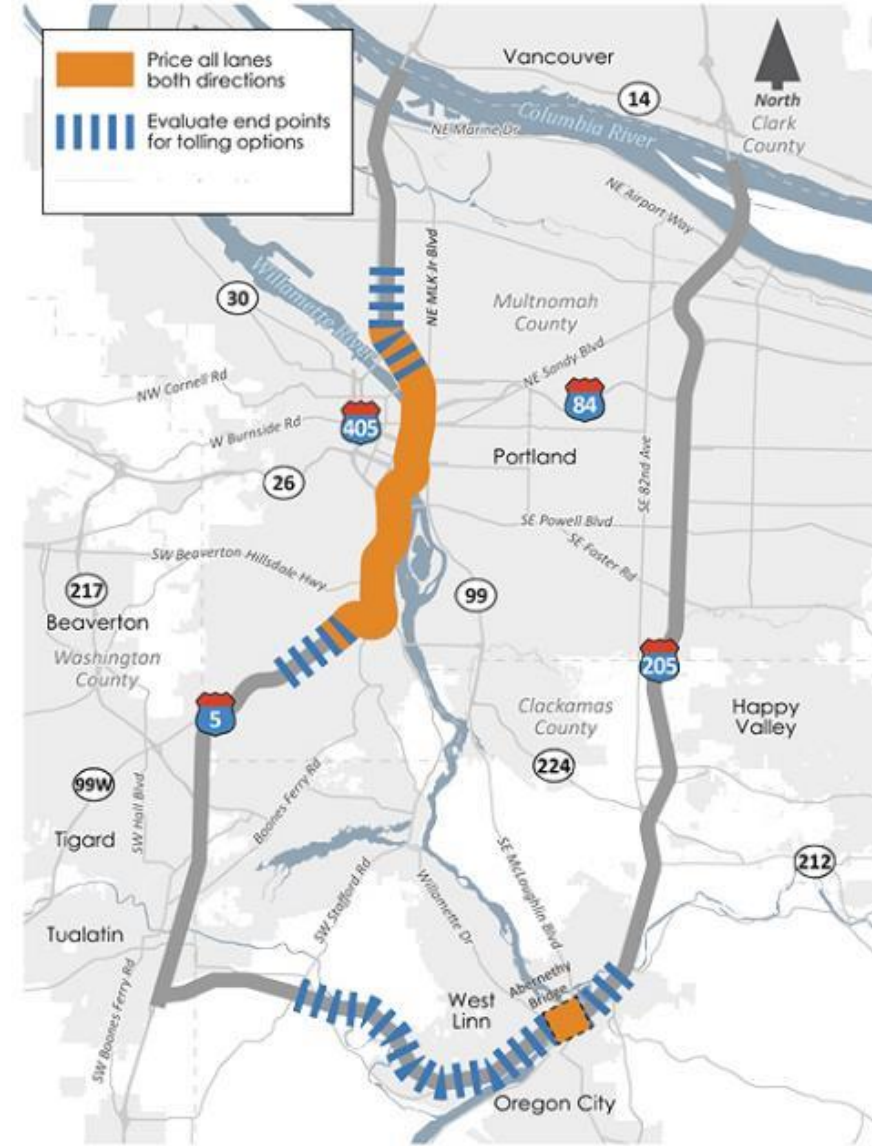 Price all lanes
both directions
Evaluate end points
for tolling options
Vancouver
14
North
Clark
County
Columbia River
NE Marine Dr
NE Airport Way
NE MLK Jr Blvd
Willamette River
30
Multnomah
County
NE Sandy Blvd
NW Cornell Rd
84
405
W Burnside Rd
26
Portland
SE 82nd Ave
SE Powell Blvd
SE Foster Rd
SW Beaverton Hillsdale Hwy
217
99
Beaverton
Washington
County
205
5
Clackamas
County
Happy
Valley
224
99W
SW Hall Blvd
Boones Ferry Rd
Tigard
SE McLoughlin Blvd
212
SW Stafford Rd
Willamette Dr
Tualatin
SW Boones Ferry Rd
Abernethy
Bridge
West
Linn
Oregon City